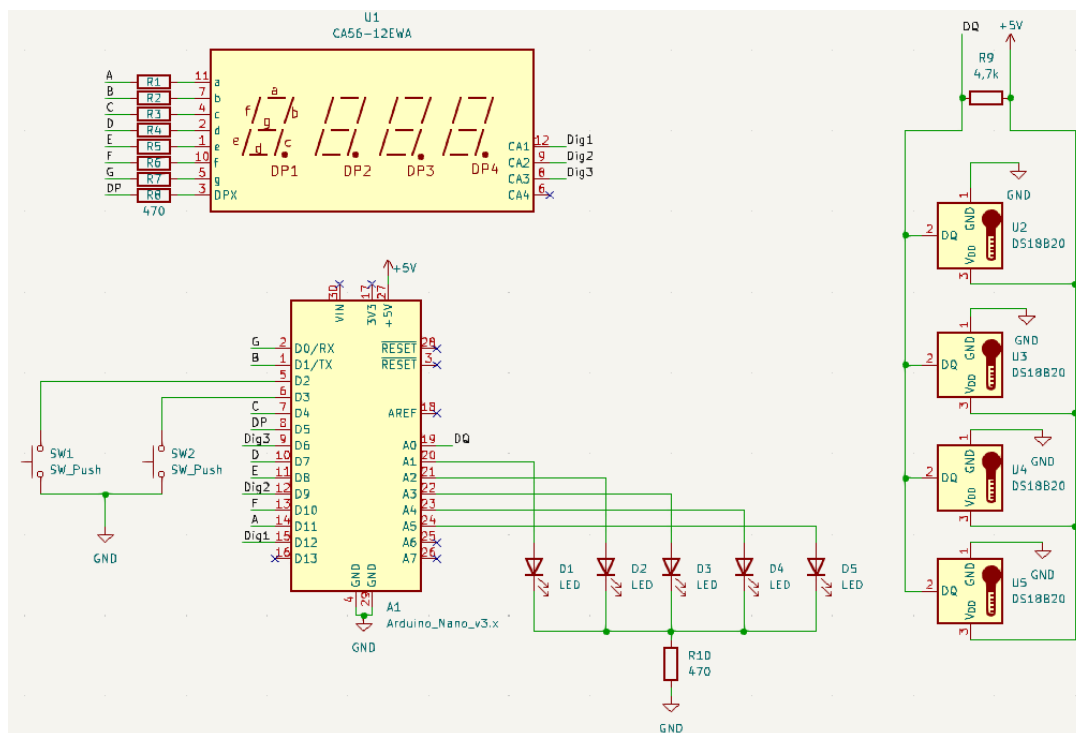 U1
CA56-12EWA
A R1 11 a
B R2 7 b
C R3 4 c
D R4 2 d
E R5 1 e
F R6 10 f
G R7 5 g
DP R8 3 DPX
470
a
f b
g
e c
d
DP1 DP2 DP3 DP4
CA1 12 Dig1
CA2 9 Dig2
CA3 8 Dig3
CA4 6
DQ +5V
R9
4,7k
GND
1 GND
2 DQ
VDD 3
U2
DS18B20
GND
1 GND
2 DQ
VDD 3
U3
DS18B20
GND
1 GND
2 DQ
VDD 3
U4
DS18B20
GND
1 GND
2 DQ
VDD 3
U5
DS18B20
+5V
30 17 27
VIN 3V3 +5V
G 2 D0/RX
B 1 D1/TX
5 D2
6 D3
C 7 D4
DP 8 D5
Dig3 9 D6
D 10 D7
E 11 D8
Dig2 12 D9
F 13 D10
A 14 D11
Dig1 15 D12
16 D13
RESET 28
RESET 3
AREF 18
A0 19 DQ
A1 20
A2 21
A3 22
A4 23
A5 24
A6 25
A7 26
GND GND
4 29
A1
Arduino_Nano_v3.x
GND
SW1
SW_Push
SW2
SW_Push
GND
D1
LED
D2
LED
D3
LED
D4
LED
D5
LED
R10
470
GND